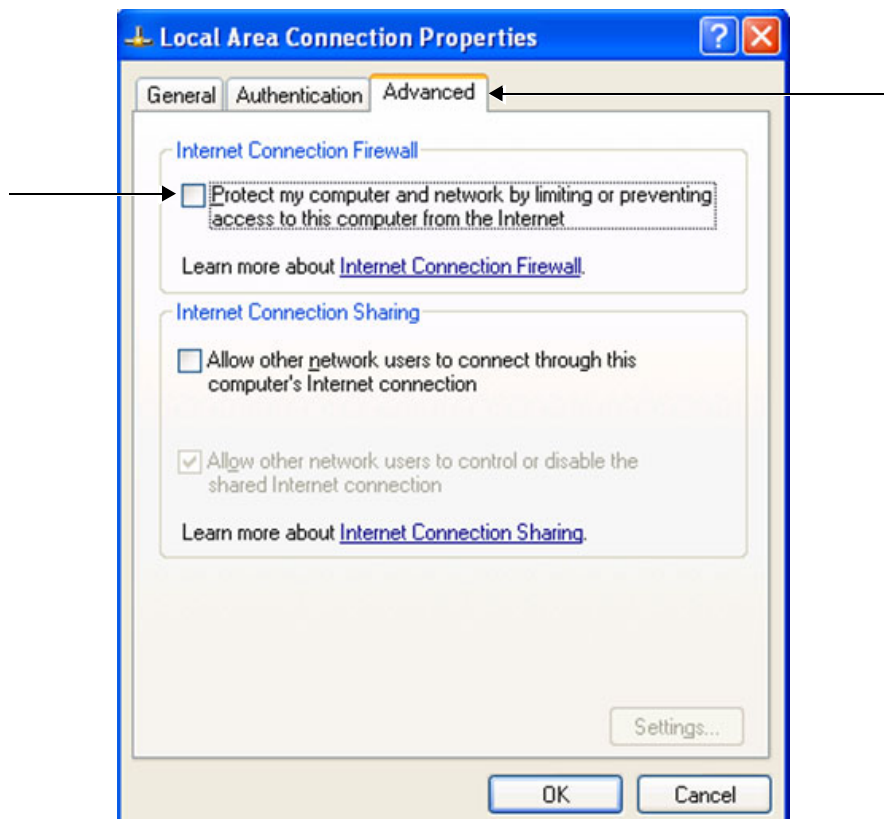 Local Area Connection Properties
General Authentication Advanced
Internet Connection Firewall
Protect my computer and network by limiting or preventing
access to this computer from the Internet
Learn more about Internet Connection Firewall.
Internet Connection Sharing
Allow other network users to connect through this
computer's Internet connection
Allow other network users to control or disable the
shared Internet connection
Learn more about Internet Connection Sharing.
Settings...
OK Cancel